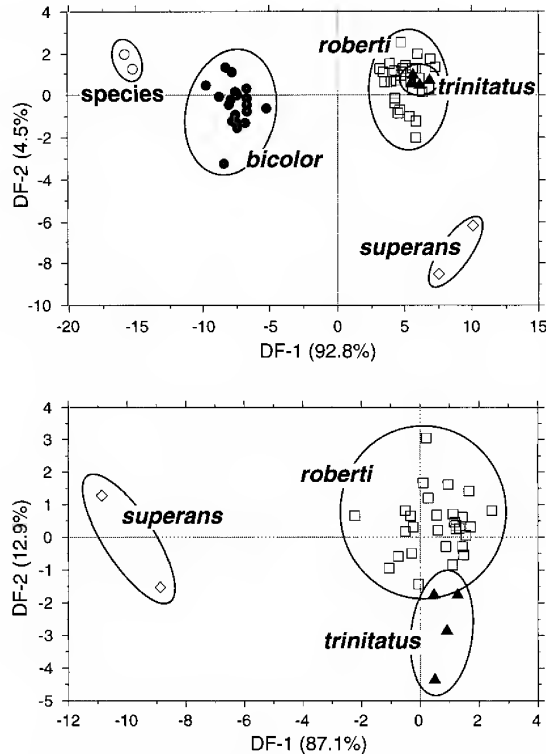 4
2
0
-2
-4
-6
-8
-10
DF-2 (4.5%)
species
bicolor
roberti
trinitatus
superans
-20 -15 -10 -5 0 5 10 15
DF-1 (92.8%)
4
3
2
1
0
-1
-2
-3
-4
-5
DF-2 (12.9%)
superans
roberti
trinitatus
-12 -10 -8 -6 -4 -2 0 2 4
DF-1 (87.1%)